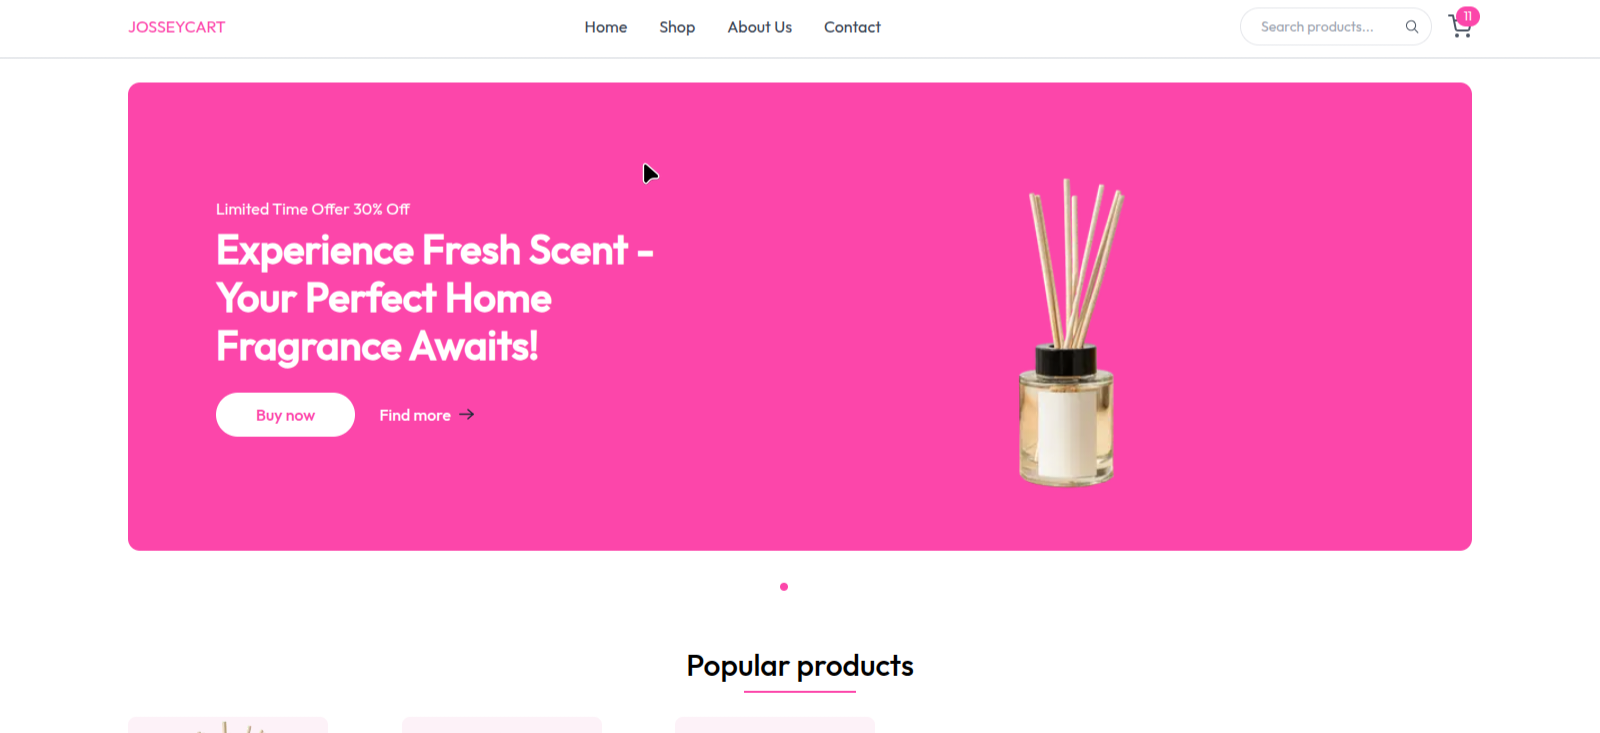 JOSSEYCART
Home
Shop
About Us
Contact
Search products...
11
Limited Time Offer 30% Off
Experience Fresh Scent -
Your Perfect Home
Fragrance Awaits!
Buy now
Find more
Popular products